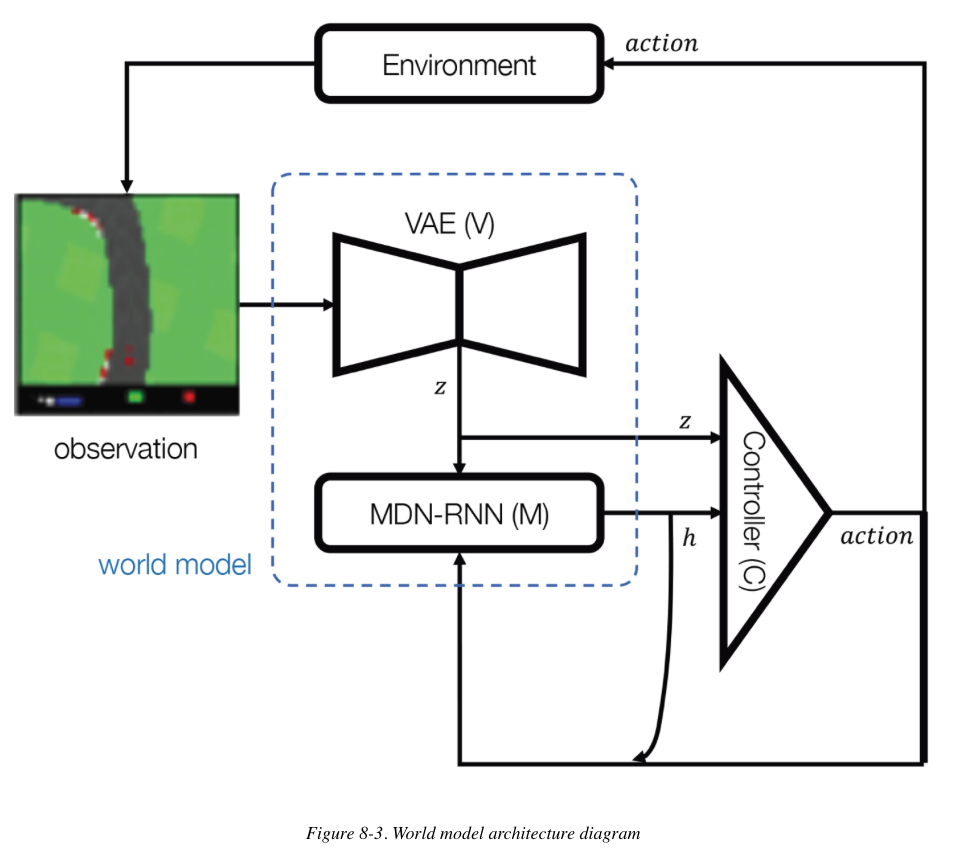 action
Environment
VAE (V)
z
z
observation
Controller (C)
MDN-RNN (M)
h
action
world model
Figure 8-3. World model architecture diagram